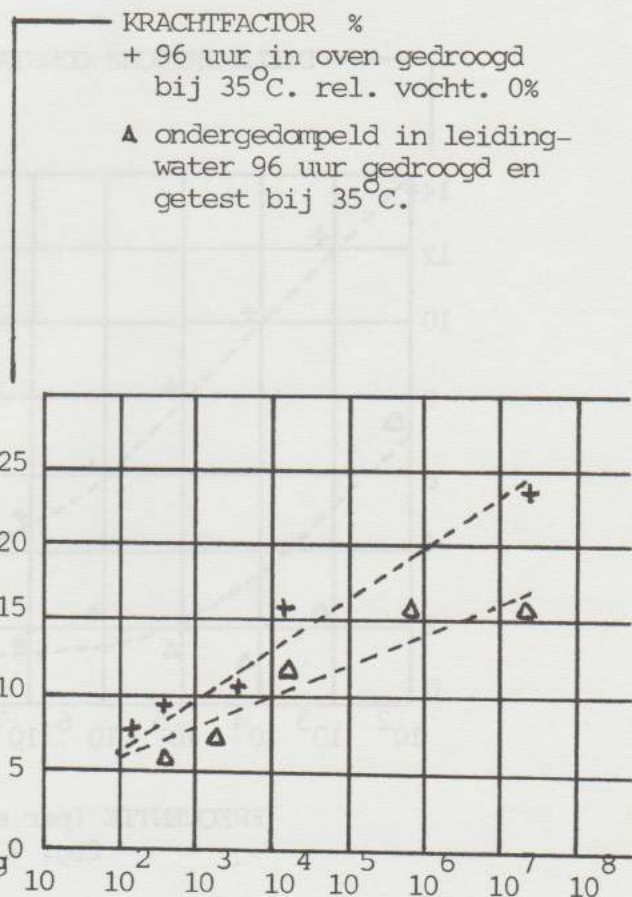 KRACHTFACTOR %
+ 96 uur in oven gedroogd
bij 35°C. rel. vocht. 0%
Δ ondergedompeld in leiding-
water 96 uur gedroogd en
getest bij 35°C.
25
20
15
10
5
0
g
10 10² 10³ 10⁴ 10⁵ 10⁶ 10⁷ 10⁸